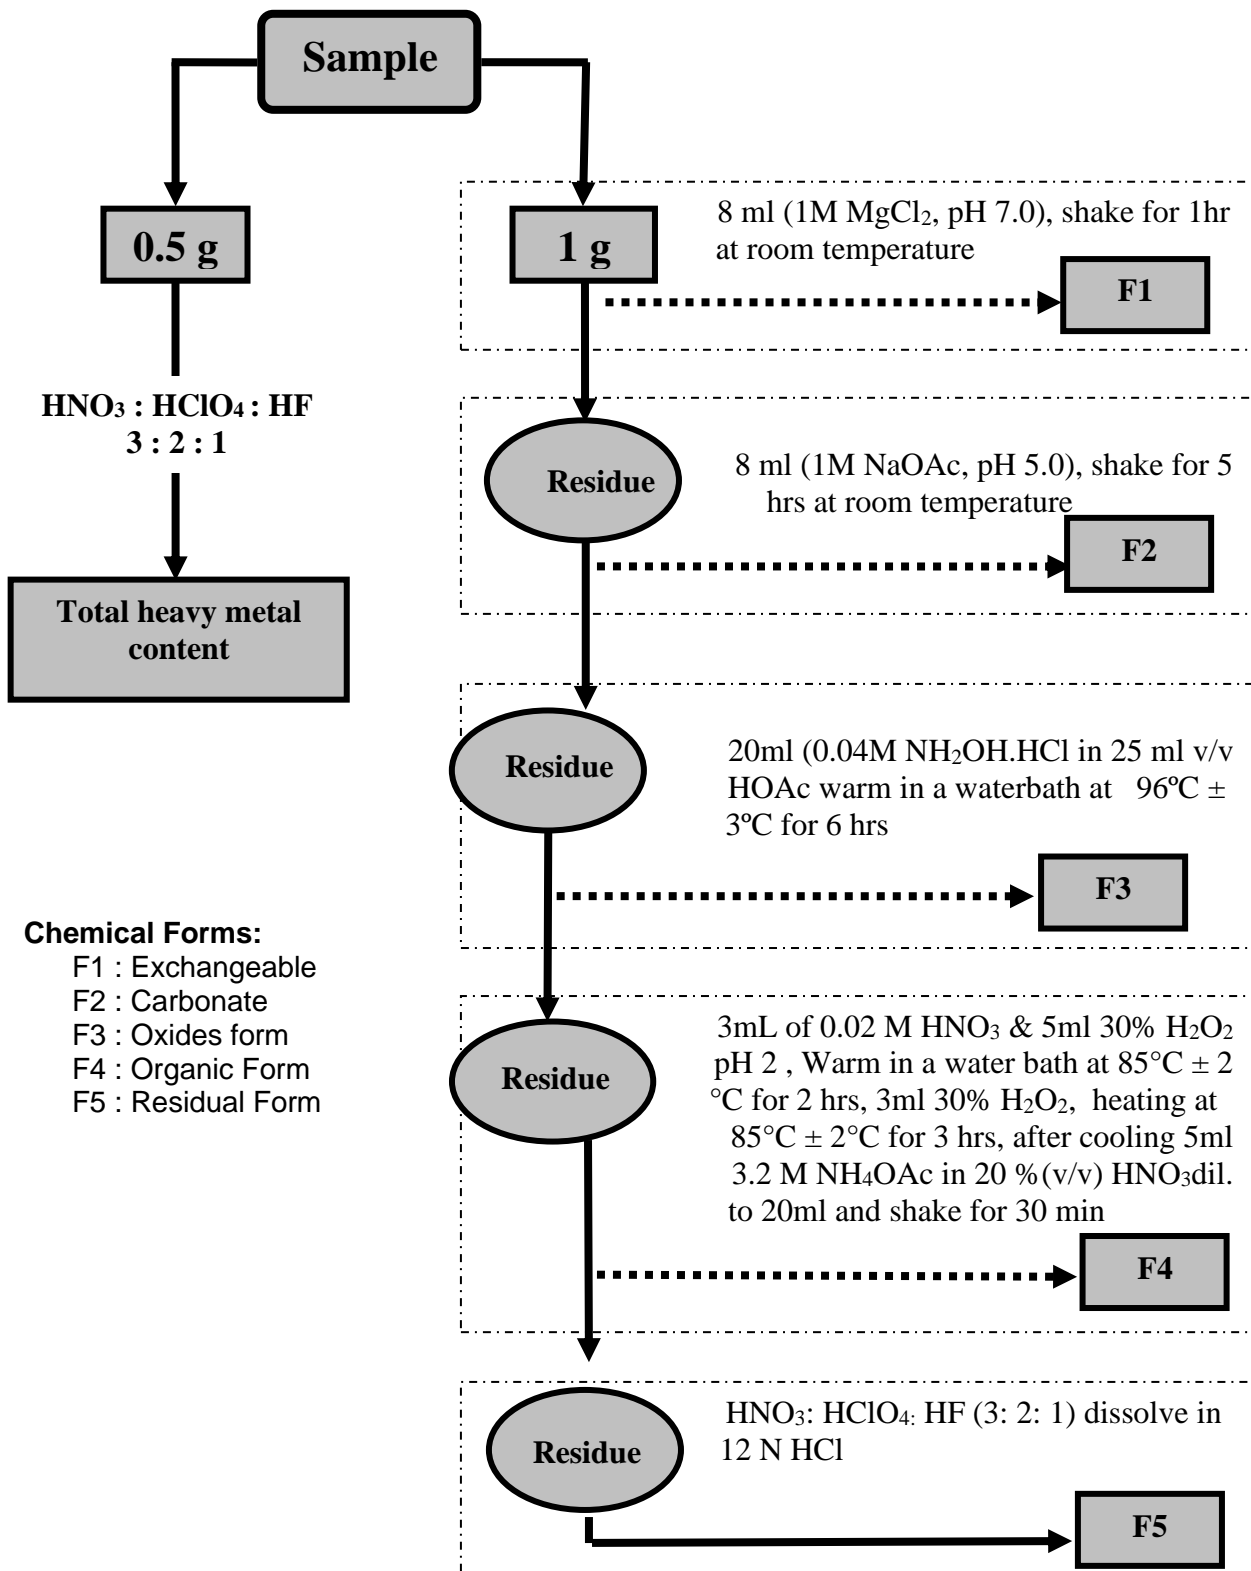 Sample
0.5 g
HNO₃ : HClO₄ : HF
3 : 2 : 1
Total heavy metal
content
1 g
8 ml (1M MgCl₂, pH 7.0), shake for 1hr
at room temperature
F1
Residue
8 ml (1M NaOAc, pH 5.0), shake for 5
hrs at room temperature
F2
Residue
20ml (0.04M NH₂OH.HCl in 25 ml v/v
HOAc warm in a waterbath at 96ºC ±
3ºC for 6 hrs
F3
Chemical Forms:
F1 : Exchangeable
F2 : Carbonate
F3 : Oxides form
F4 : Organic Form
F5 : Residual Form
Residue
3mL of 0.02 M HNO₃ & 5ml 30% H₂O₂
pH 2 , Warm in a water bath at 85°C ± 2
°C for 2 hrs, 3ml 30% H₂O₂, heating at
85°C ± 2°C for 3 hrs, after cooling 5ml
3.2 M NH₄OAc in 20 %(v/v) HNO₃dil.
to 20ml and shake for 30 min
F4
Residue
HNO₃: HClO₄: HF (3: 2: 1) dissolve in
12 N HCl
F5